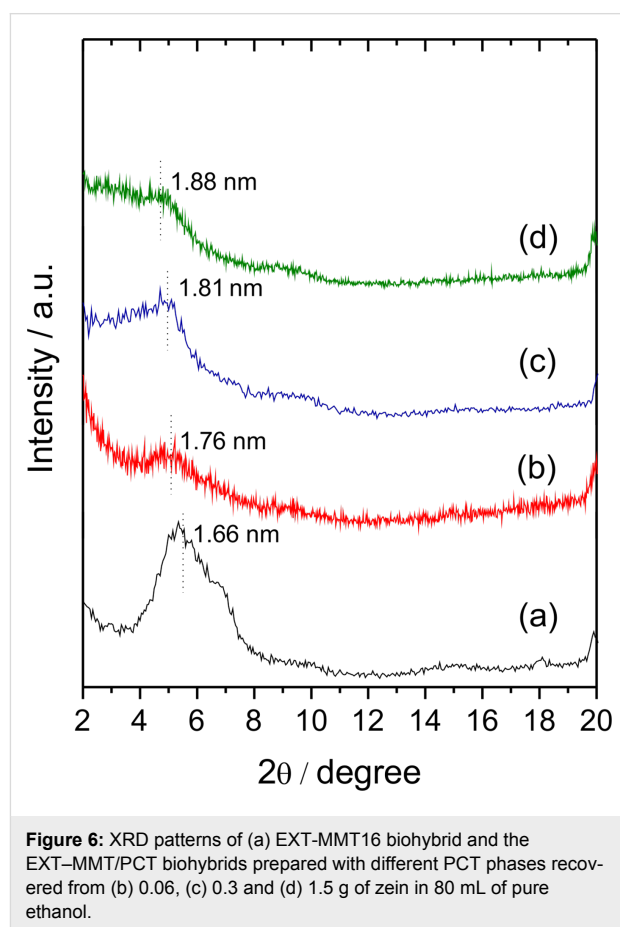 1.88 nm
(d)
1.81 nm
(c)
1.76 nm
(b)
1.66 nm
(a)
Intensity / a.u.
2 4 6 8 10 12 14 16 18 20
2θ / degree
Figure 6: XRD patterns of (a) EXT-MMT16 biohybrid and the
EXT–MMT/PCT biohybrids prepared with different PCT phases recov-
ered from (b) 0.06, (c) 0.3 and (d) 1.5 g of zein in 80 mL of pure
ethanol.